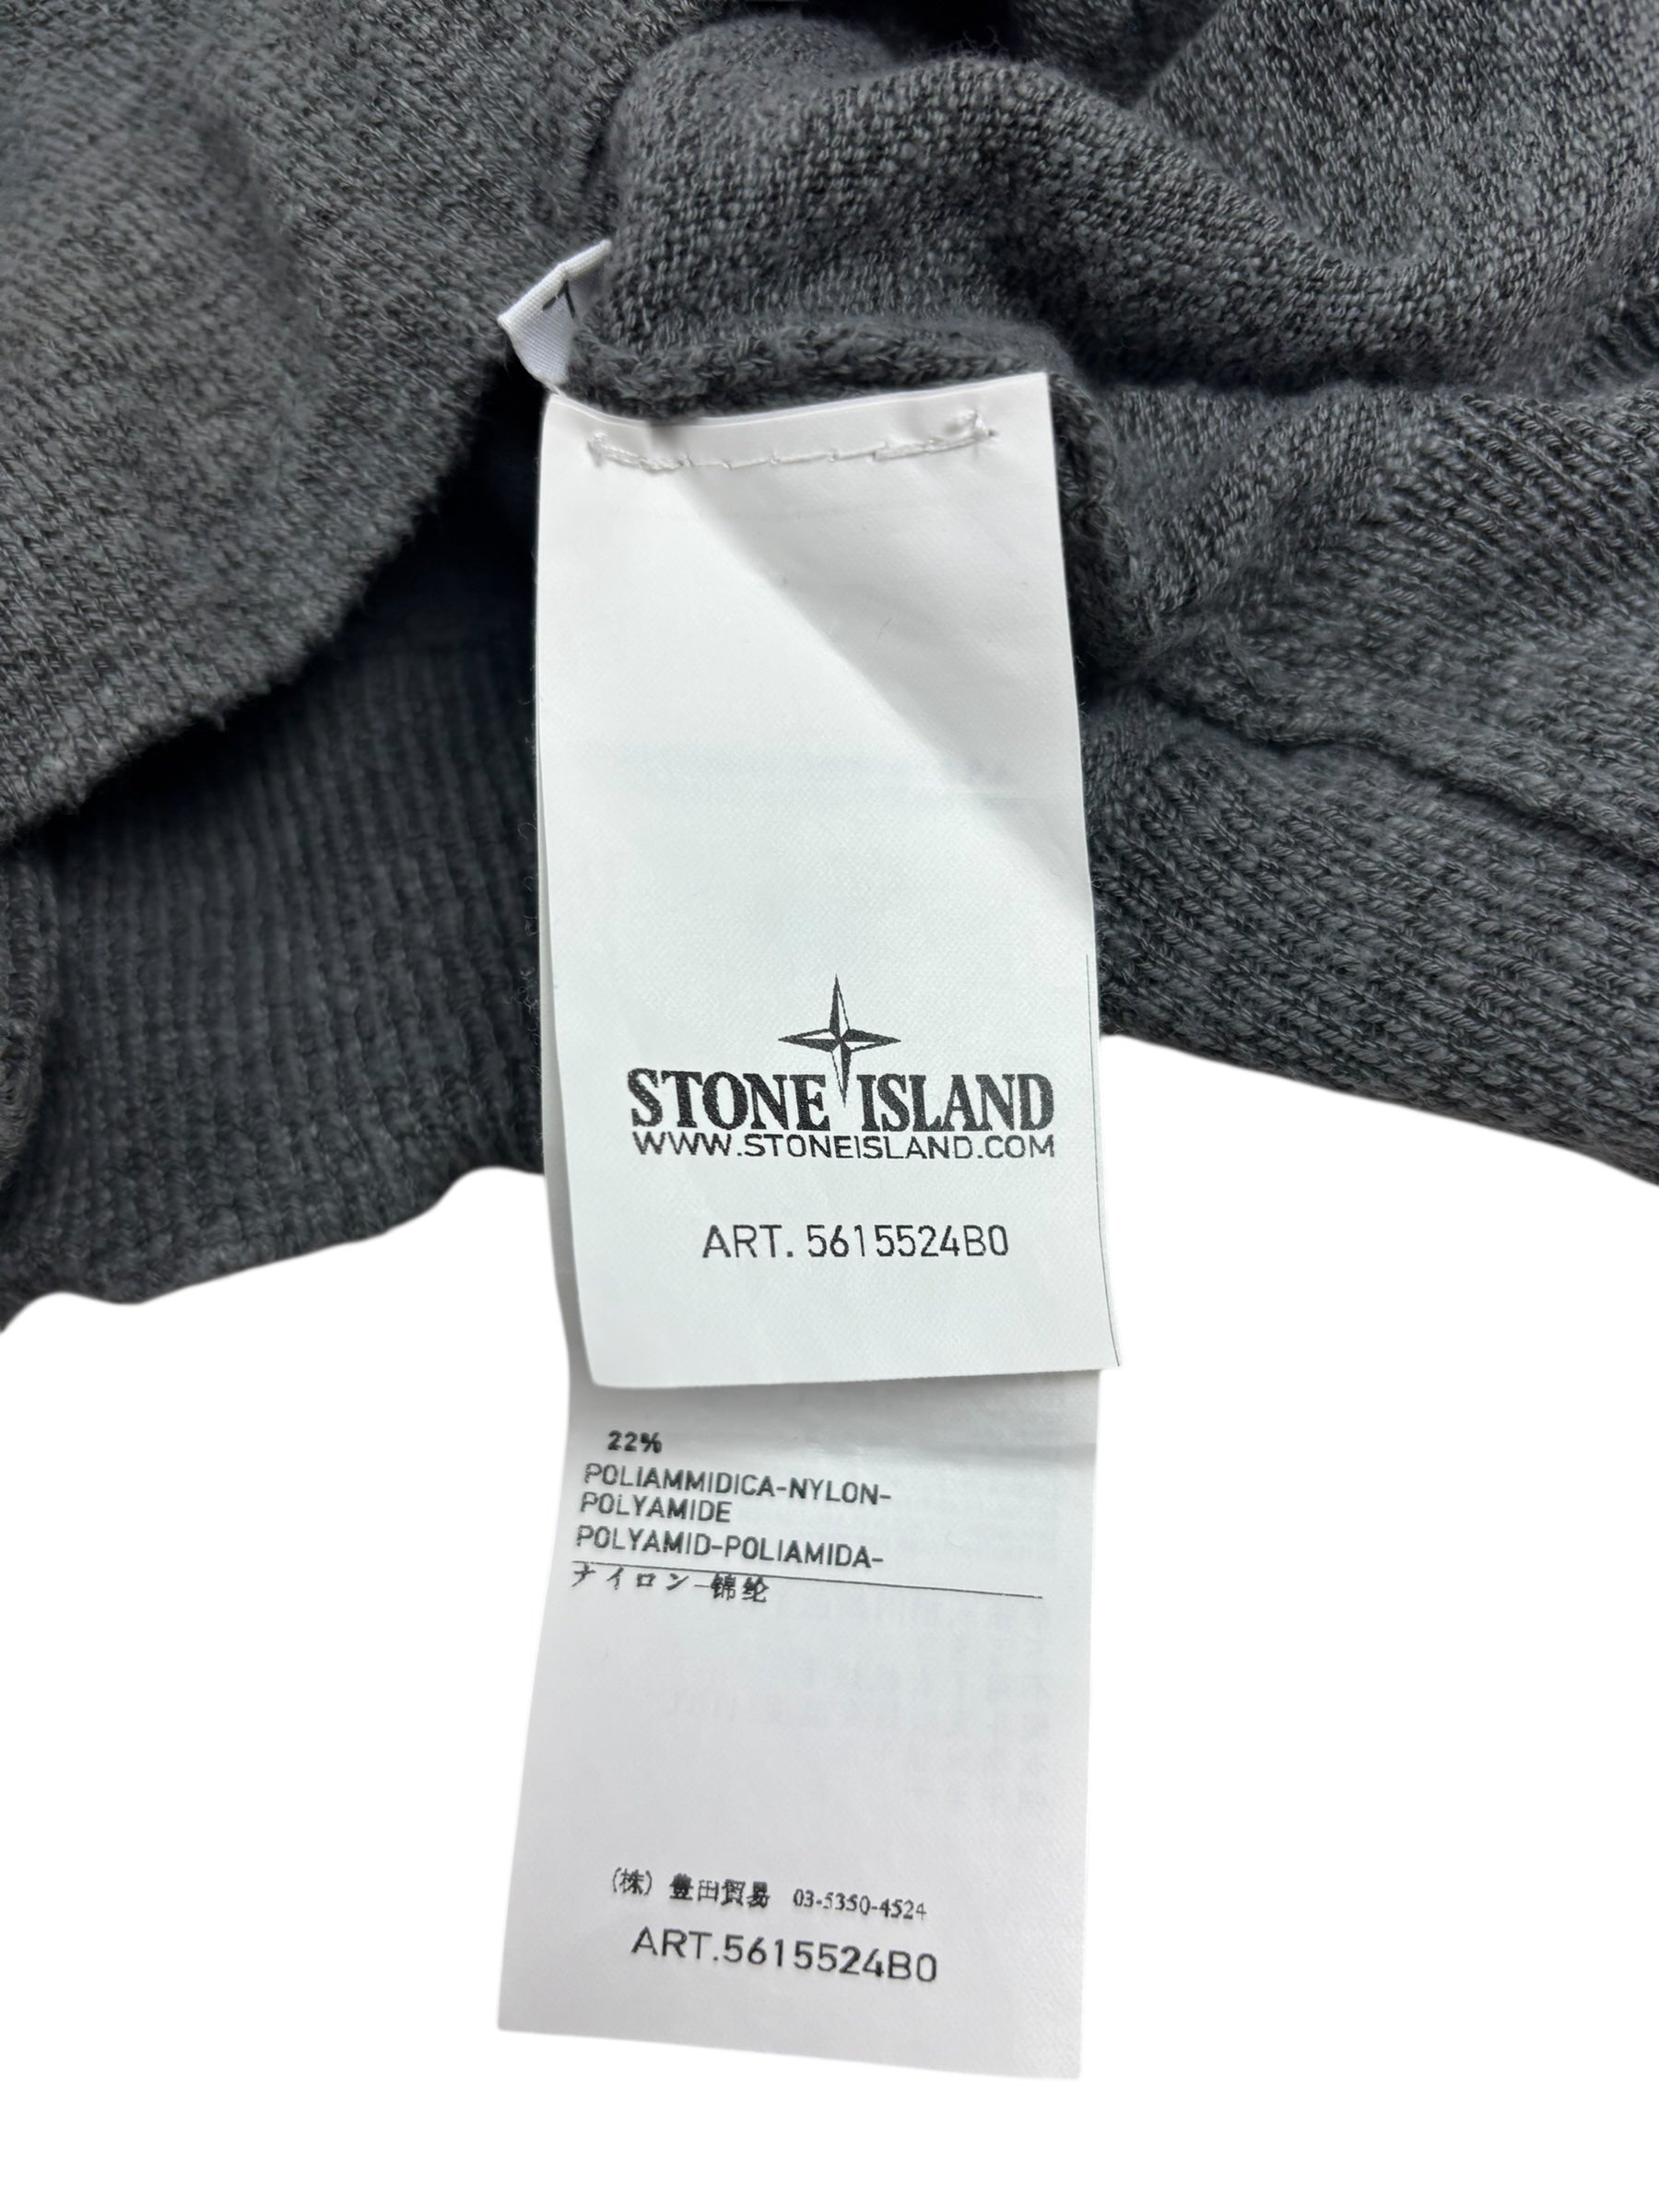 STONE ISLAND
WWW.STONEISLAND.COM
ART. 5615524B0
22%
POLIAMMIDICA-NYLON-
POLYAMIDE
POLYAMID-POLIAMIDA-
ナイロン-锦纶
(株) 豊田貿易 03-5350-4524
ART.5615524B0